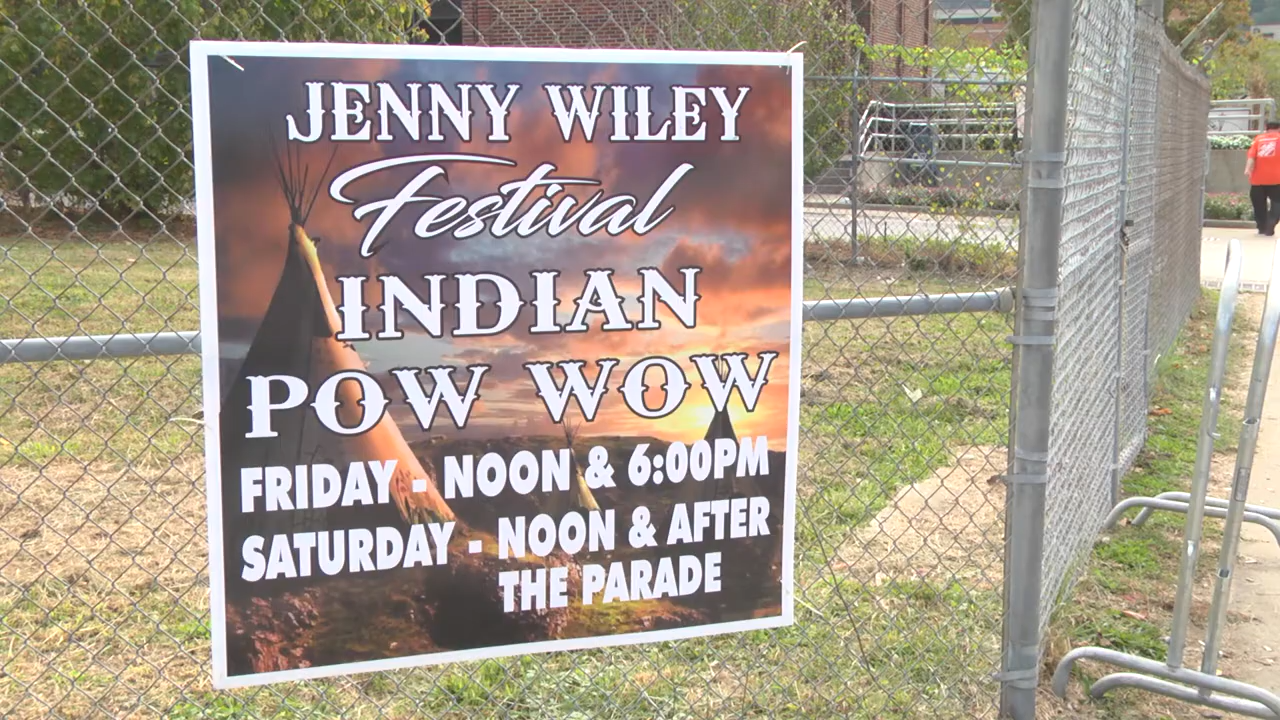 JENNY WILEY
Festival
INDIAN
POW WOW
FRIDAY - NOON & 6:00PM
SATURDAY - NOON & AFTER
THE PARADE